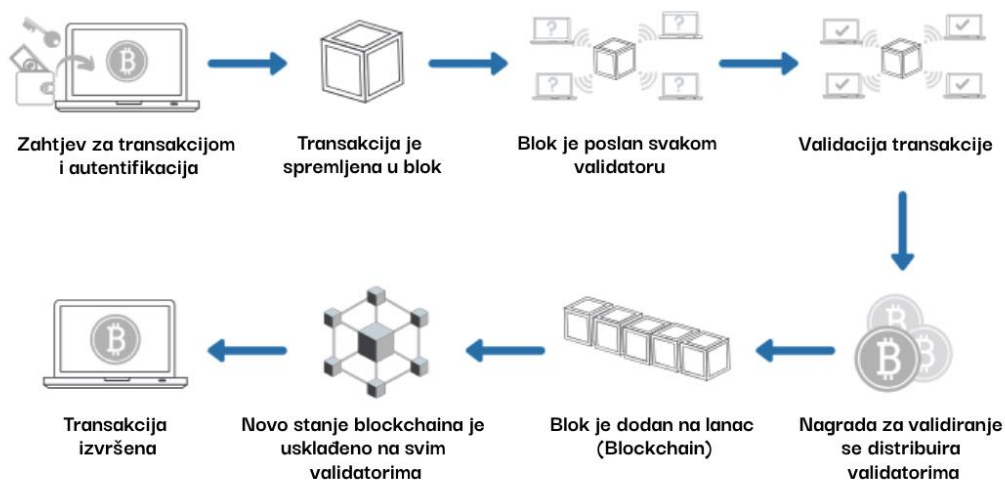 Zahtjev za transakcijom
i autentifikacija
Transakcija je
spremljena u blok
Blok je poslan svakom
validatoru
Validacija transakcije
Nagrada za validiranje
se distribuira
validatorima
Blok je dodan na lanac
(Blockchain)
Novo stanje blockchaina je
usklađeno na svim
validatorima
Transakcija
izvršena